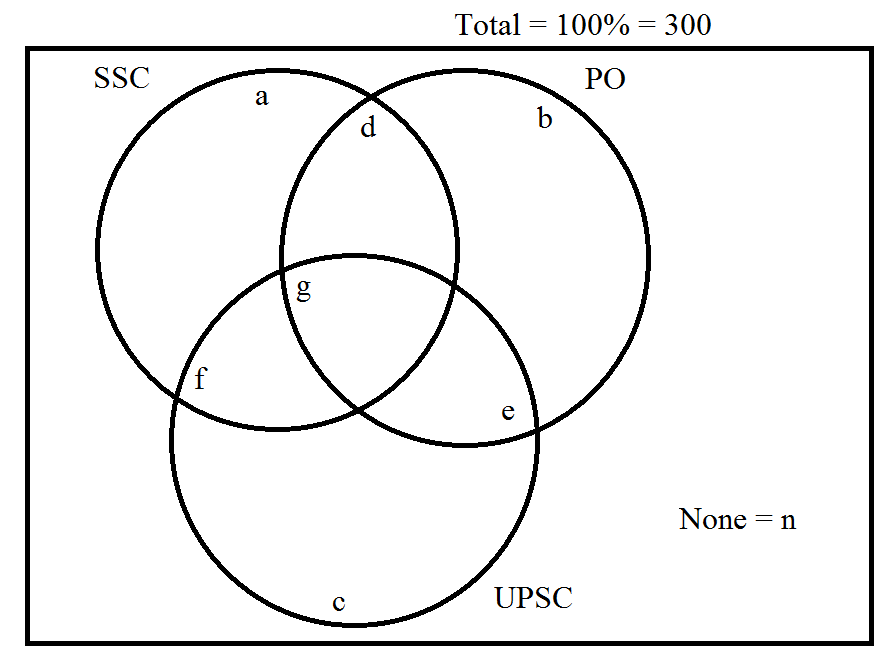 Total = 100% = 300
SSC
PO
a
b
d
g
f
e
None = n
UPSC
c